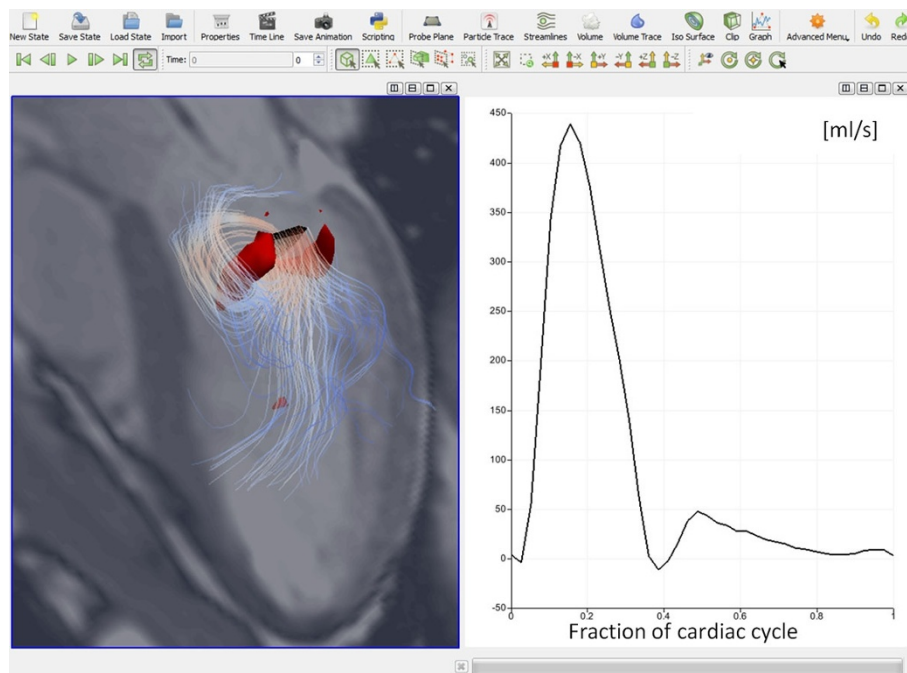 New State Save State Load State Import Properties Time Line Save Animation Scripting Probe Plane Particle Trace Streamlines Volume Volume Trace Iso Surface Clip Graph Advanced Menu Undo
Time: 0 0 +X -X +Y -Y +Z -Z
450
[ml/s]
400
350
300
250
200
150
100
50
0
-50
0 0.2 0.4 0.6 0.8 1
Fraction of cardiac cycle